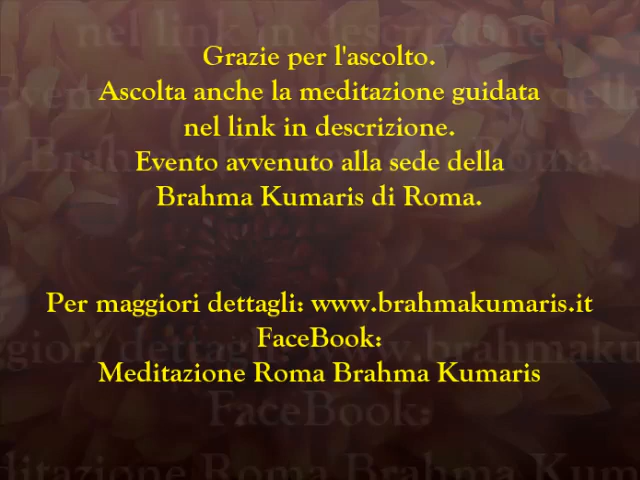 Grazie per l'ascolto.
Ascolta anche la meditazione guidata
nel link in descrizione.
Evento avvenuto alla sede della
Brahma Kumaris di Roma.
Per maggiori dettagli: www.brahmakumaris.it
FaceBook:
Meditazione Roma Brahma Kumaris